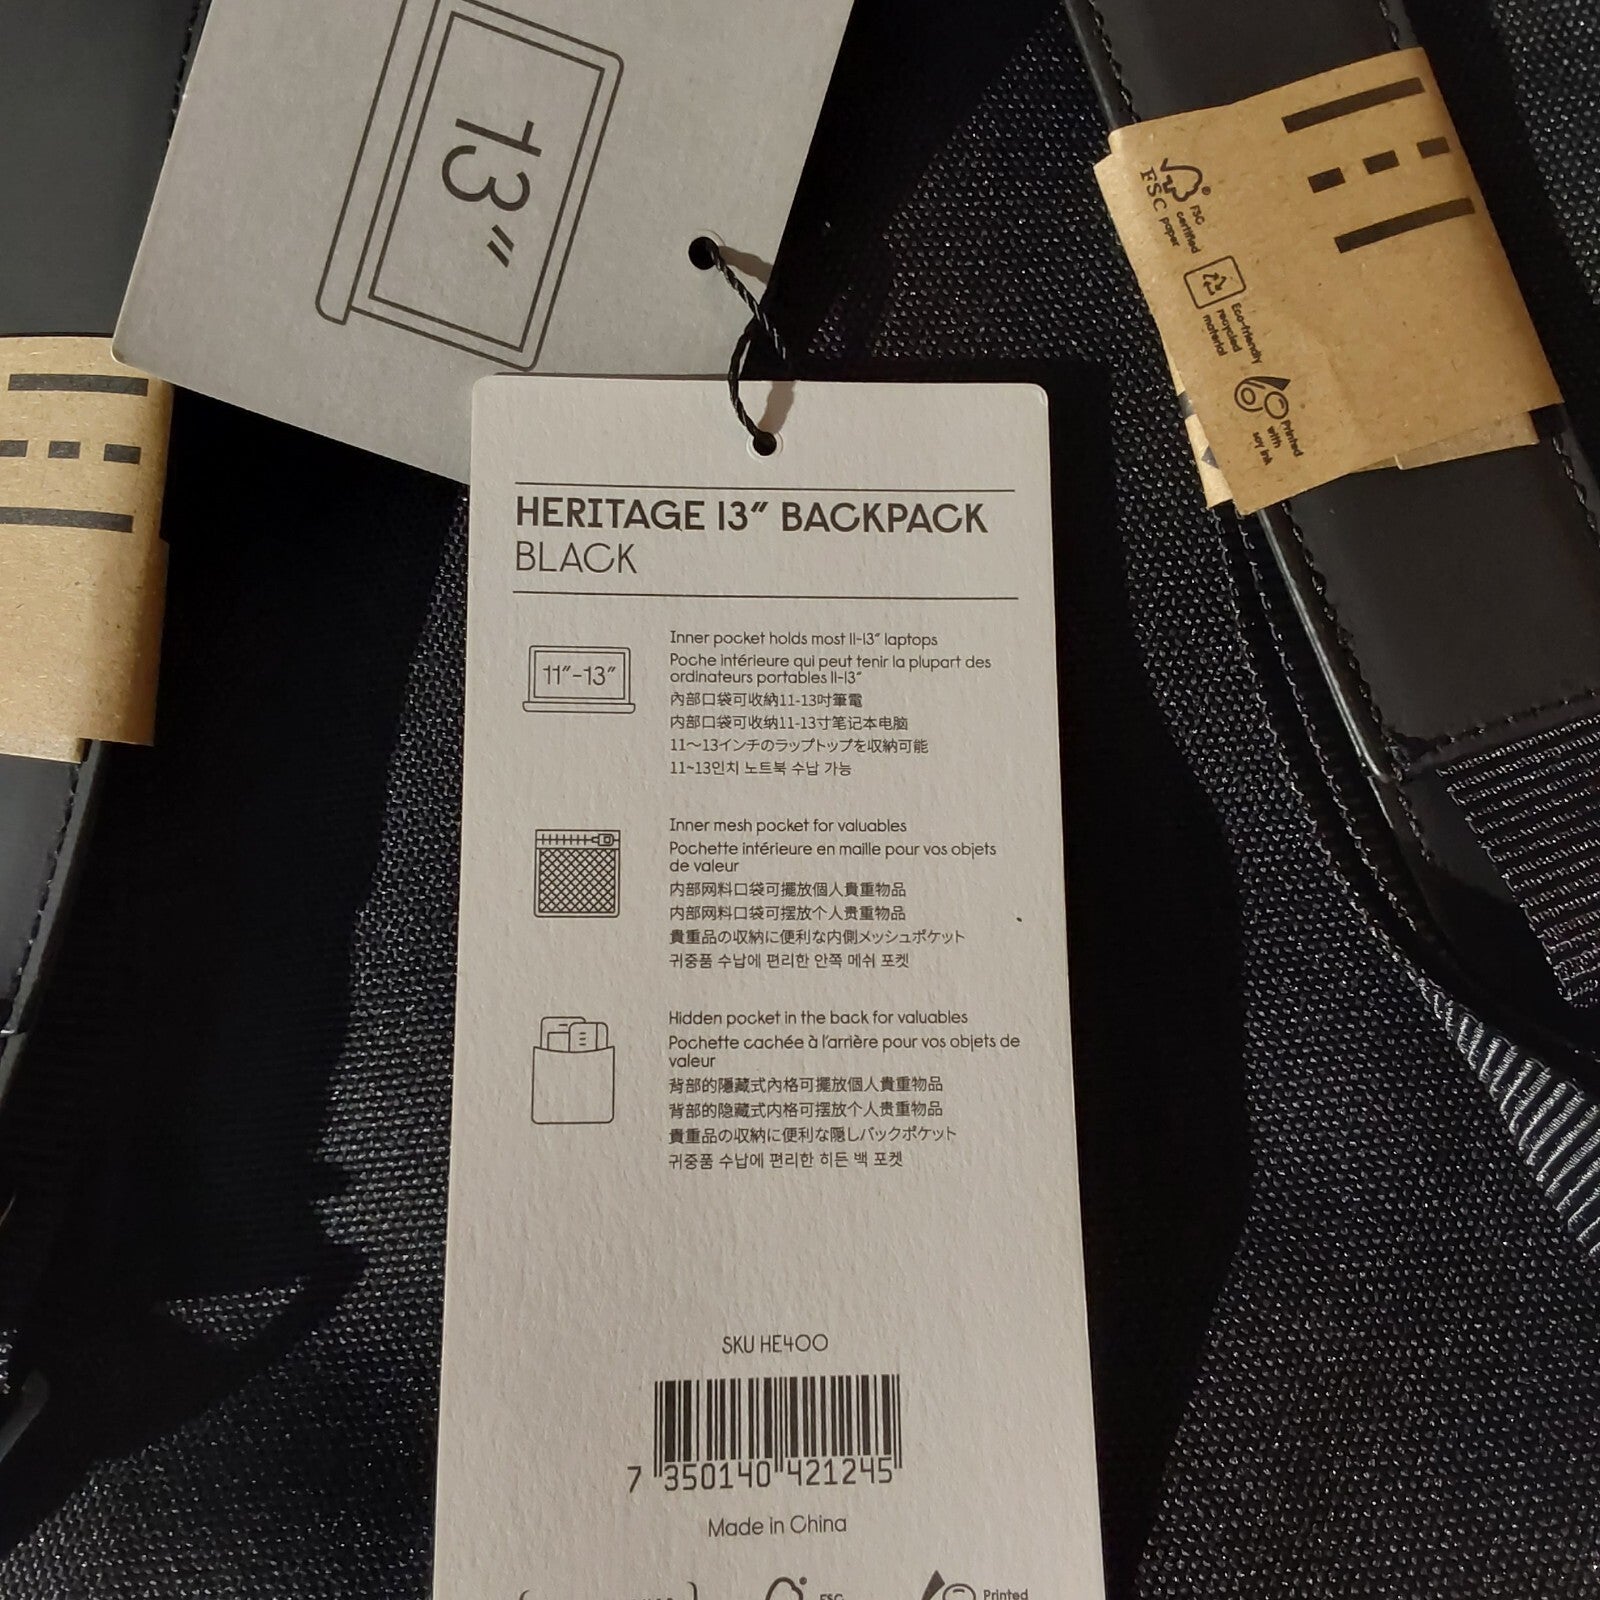 13"
HERITAGE 13" BACKPACK
BLACK
11"-13"
Inner pocket holds most 11-13" laptops
Poche intérieure qui peut tenir la plupart des
ordinateurs portables 11-13"
內部口袋可收納11-13吋筆電
内部口袋可收纳11-13寸笔记本电脑
11〜13インチのラップトップを収納可能
11~13인치 노트북 수납 가능
Inner mesh pocket for valuables
Pochette intérieure en maille pour vos objets
de valeur
内部网料口袋可擺放個人貴重物品
内部网料口袋可摆放个人贵重物品
貴重品の収納に便利な内側メッシュポケット
귀중품 수납에 편리한 안쪽 메쉬 포켓
Hidden pocket in the back for valuables
Pochette cachée à l'arrière pour vos objets de
valeur
背部的隱藏式內格可擺放個人貴重物品
背部的隐藏式内格可摆放个人贵重物品
貴重品の収納に便利な隠しバックポケット
귀중품 수납에 편리한 히든 백 포켓
SKU HE400
7 350140 421245
Made in China
FSC
Printed
FSC
FSC
certified
paper
Eco-friendly
recycled
material
Printed
with
soy ink